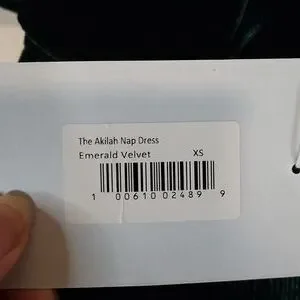 The Akilah Nap Dress
Emerald Velvet XS
1 00610 02489 9